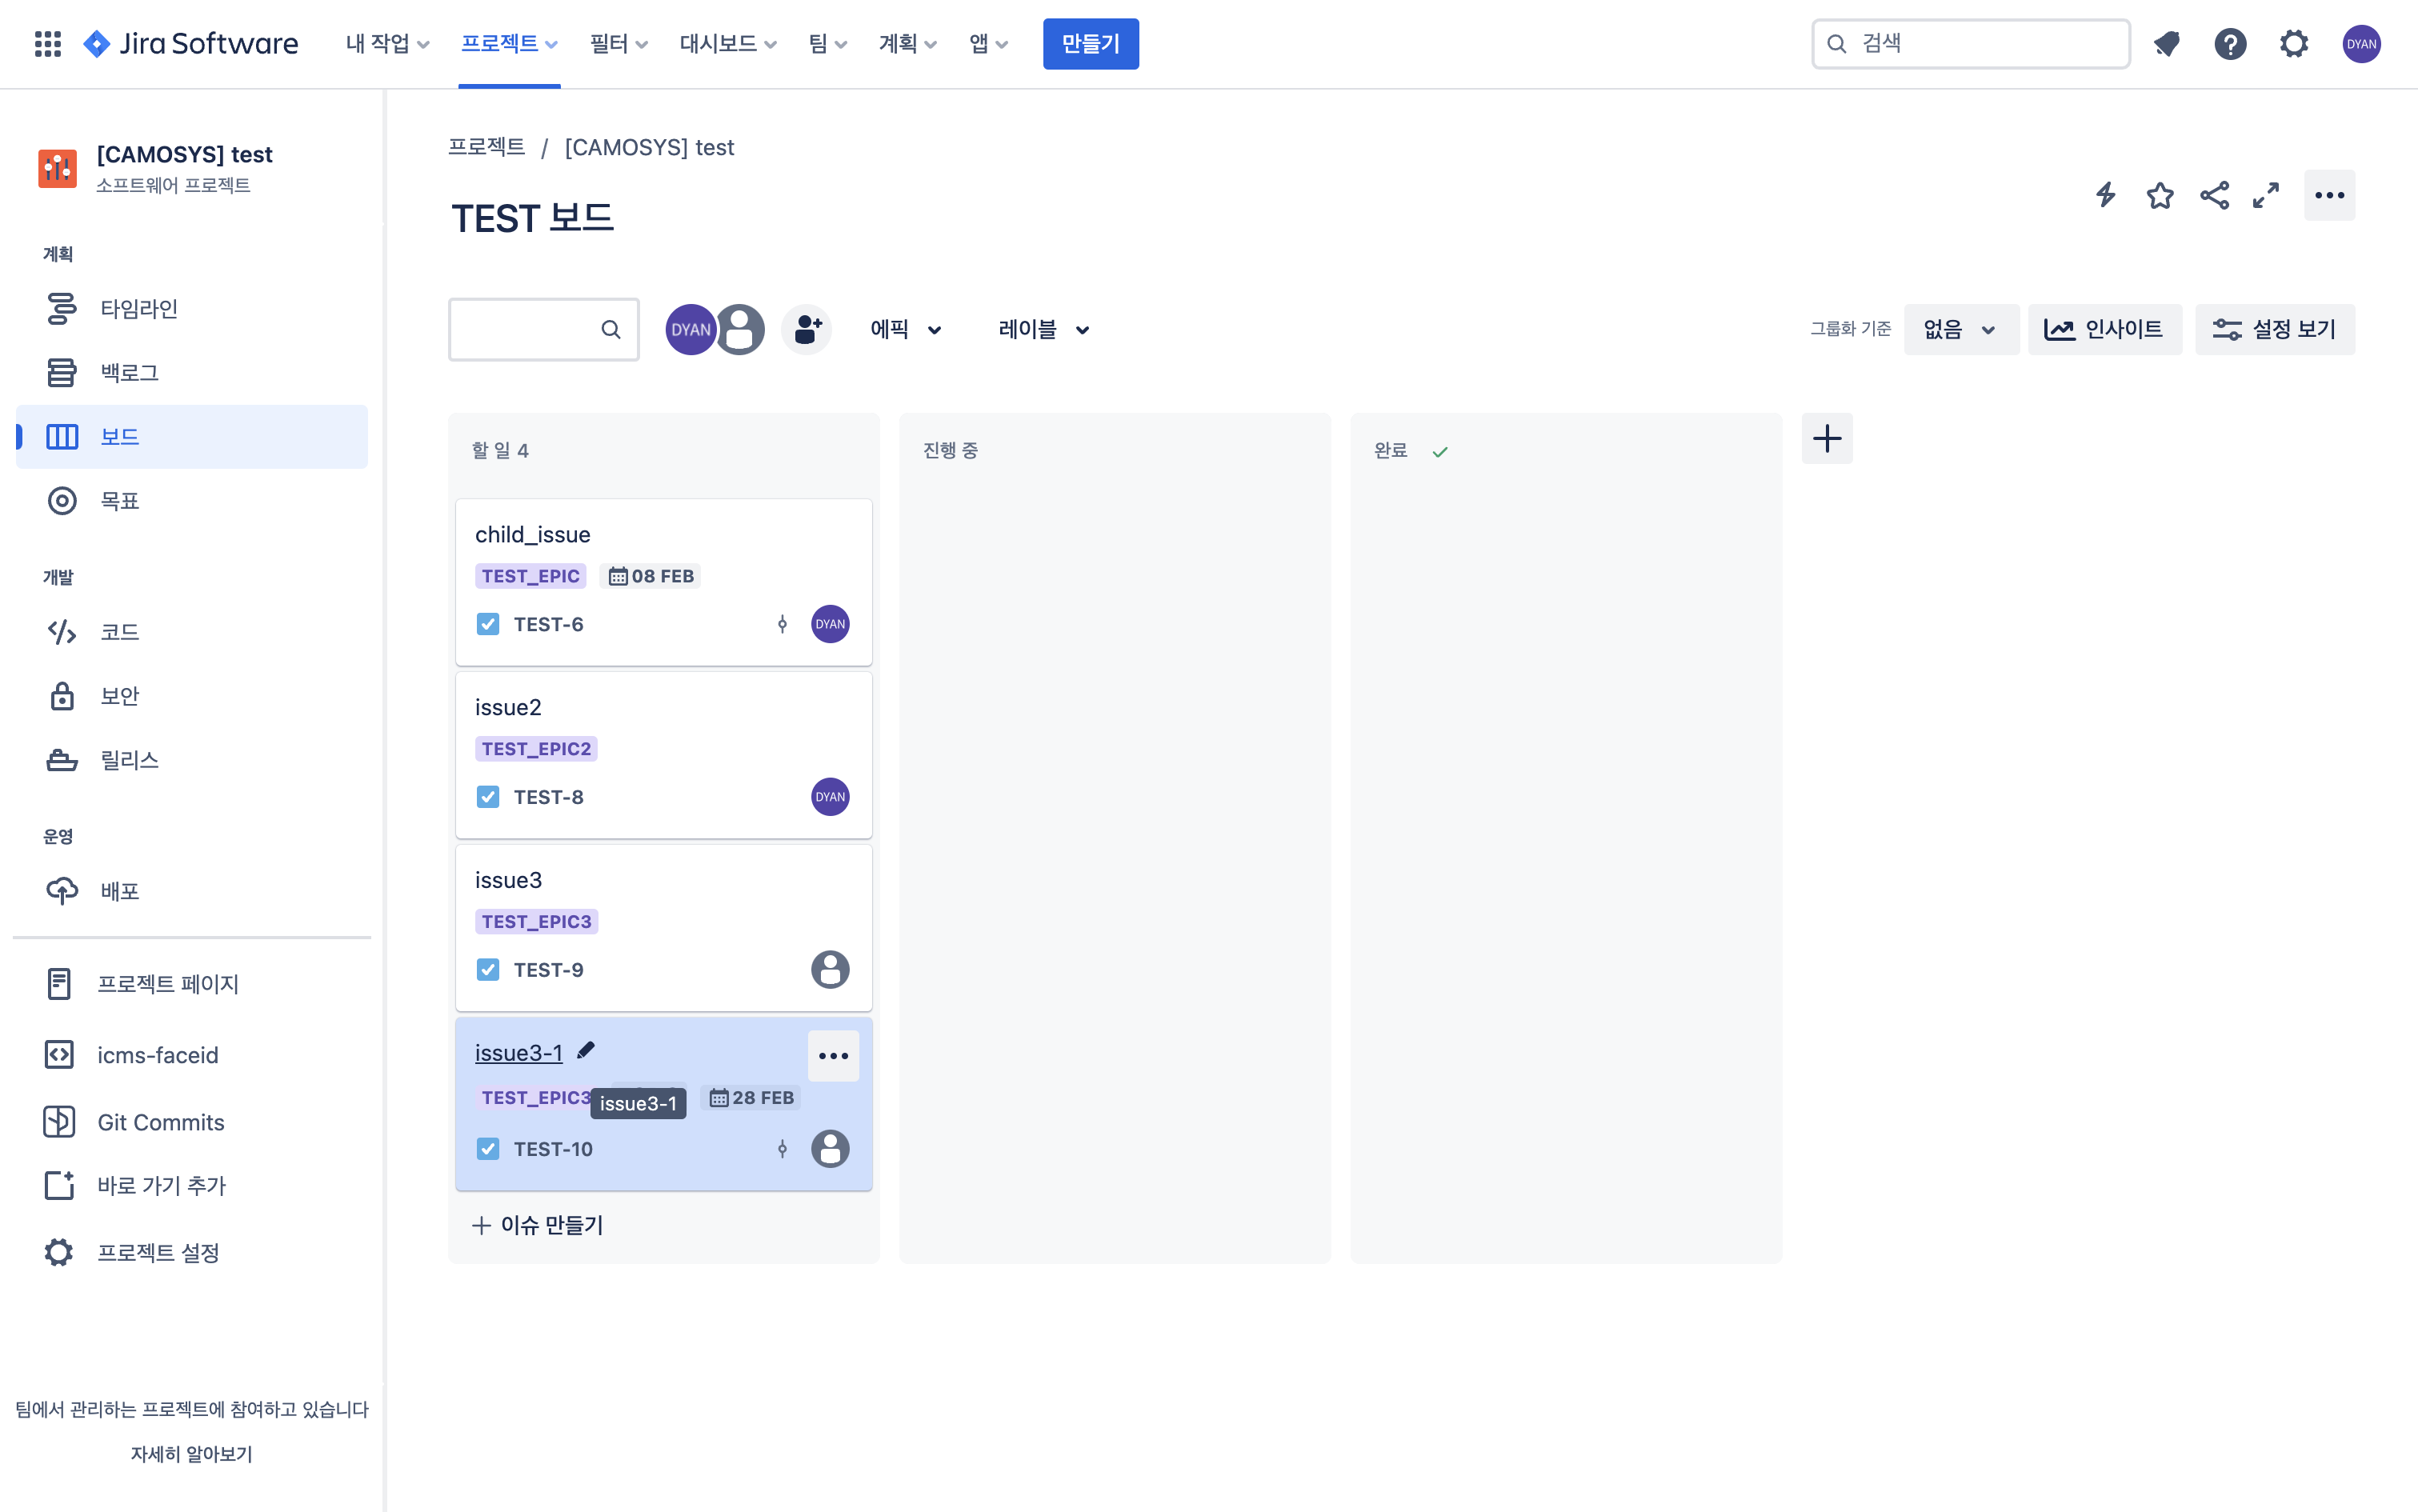 Jira Software
내 작업
프로젝트
필터
대시보드
팀
계획
앱
만들기
검색
DYAN
[CAMOSYS] test
소프트웨어 프로젝트
계획
타임라인
백로그
보드
목표
개발
코드
보안
릴리스
운영
배포
프로젝트 페이지
icms-faceid
Git Commits
바로 가기 추가
프로젝트 설정
팀에서 관리하는 프로젝트에 참여하고 있습니다
자세히 알아보기
프로젝트 / [CAMOSYS] test
TEST 보드
DYAN
에픽
레이블
그룹화 기준
없음
인사이트
설정 보기
할 일 4
child_issue
TEST_EPIC
08 FEB
TEST-6
DYAN
issue2
TEST_EPIC2
TEST-8
DYAN
issue3
TEST_EPIC3
TEST-9
issue3-1
TEST_EPIC3
issue3-1
28 FEB
TEST-10
이슈 만들기
진행 중
완료